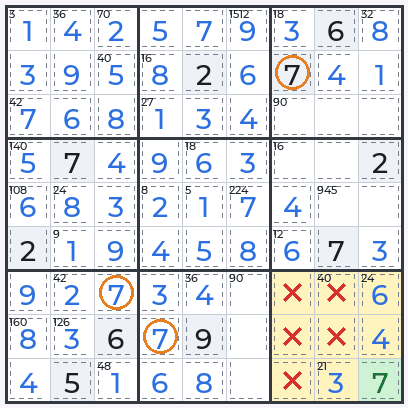 3 36 70 1512 18 32
1 4 2 5 7 9 3 6 8
40 16
3 9 5 8 2 6 7 4 1
42 27 90
7 6 8 1 3 4
140 18 16
5 7 4 9 6 3 2
108 24 8 5 224 945
6 8 3 2 1 7 4
9 12
2 1 9 4 5 8 6 7 3
42 36 90 40 24
9 2 7 3 4 6
160 126
8 3 6 7 9 4
48 21
4 5 1 6 8 3 7